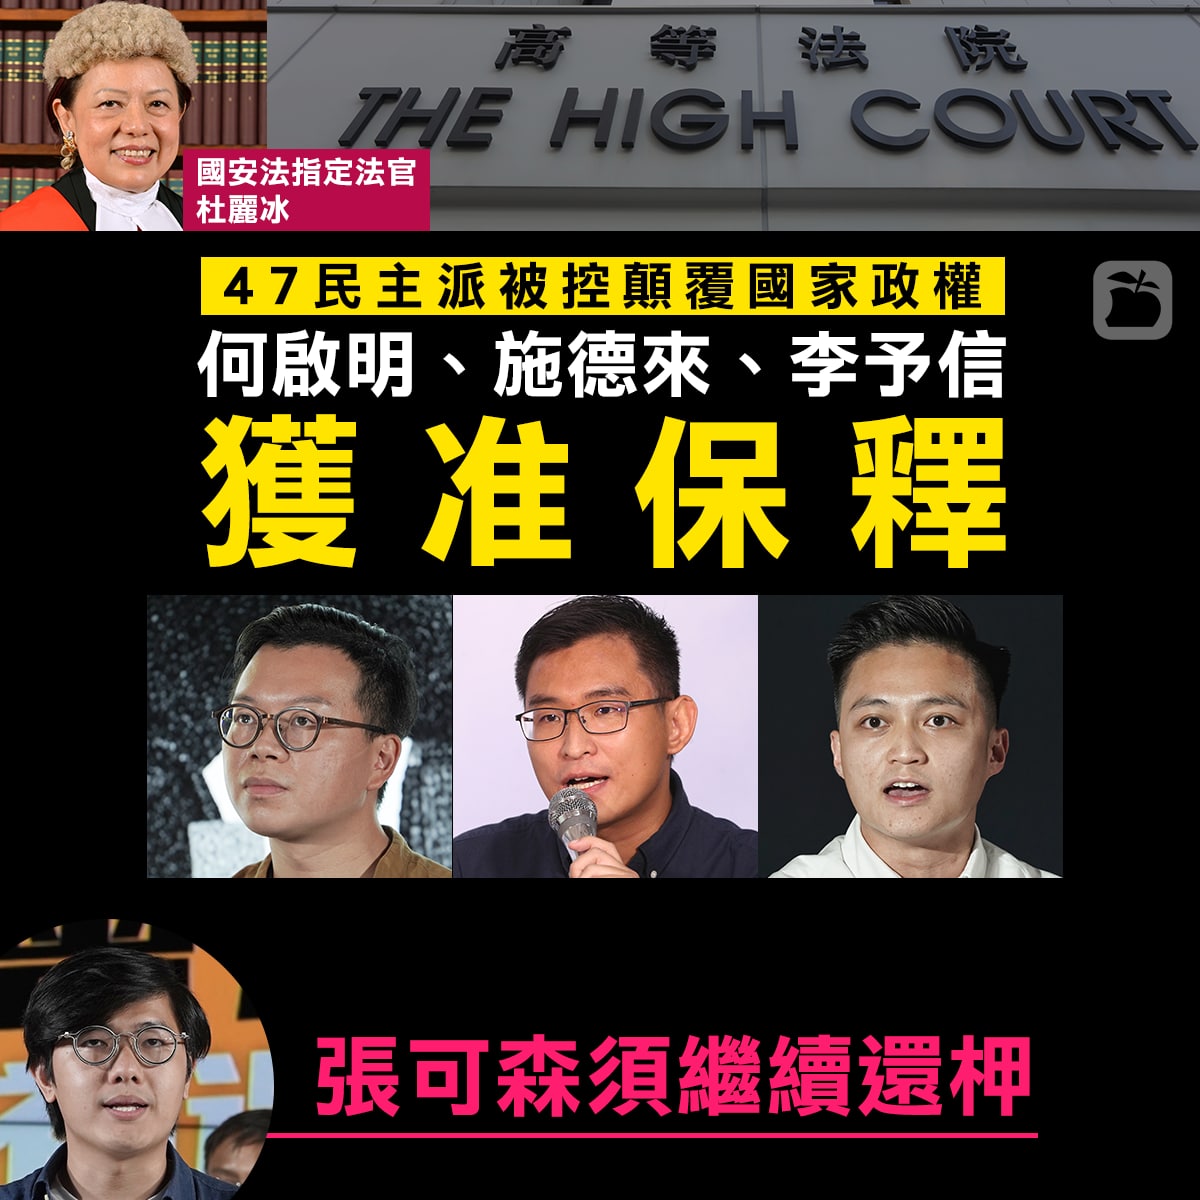 高等法院
THE HIGH COURT
國安法指定法官
杜麗冰
47民主派被控顛覆國家政權
何啟明、施德來、李予信
獲准保釋
張可森須繼續還柙